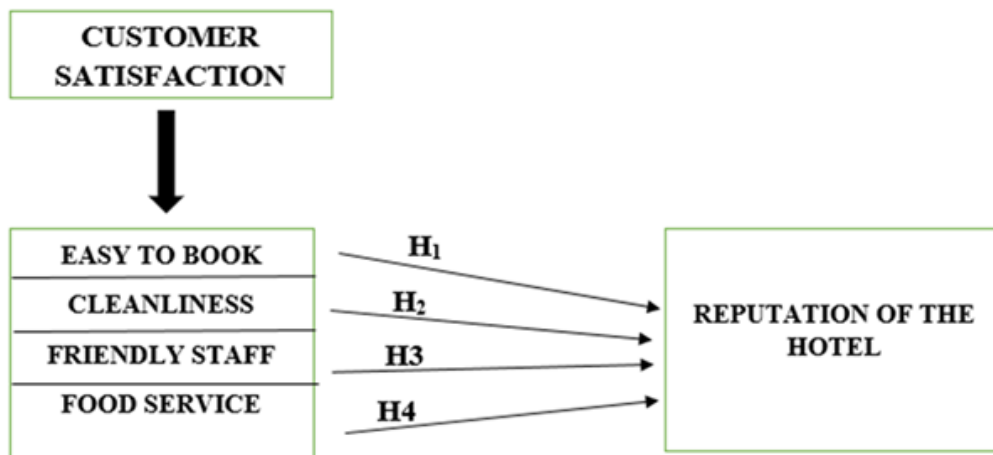 CUSTOMER
SATISFACTION
EASY TO BOOK
CLEANLINESS
FRIENDLY STAFF
FOOD SERVICE
H₁
H₂
H3
H4
REPUTATION OF THE
HOTEL